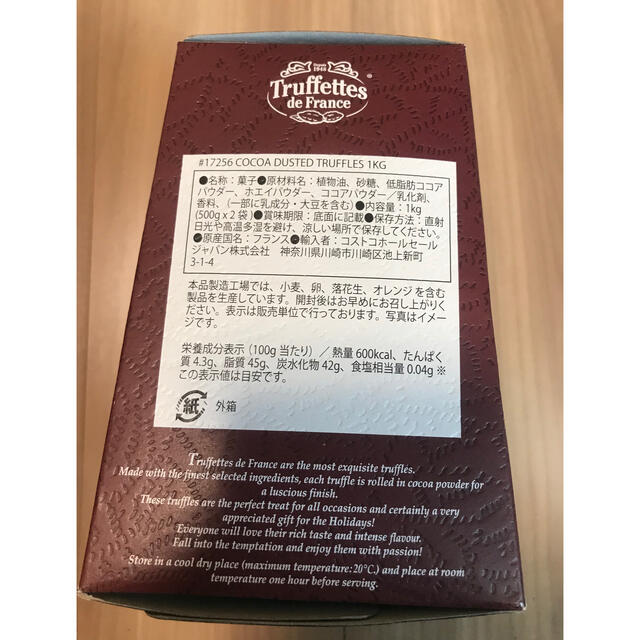 Depuis
1948
Truffettes
de France
#17256 COCOA DUSTED TRUFFLES 1KG
●名称：菓子●原材料名：植物油、砂糖、低脂肪ココア
パウダー、ホエイパウダー、ココアパウダー／乳化剤、
香料、（一部に乳成分・大豆を含む）●内容量：1kg
(500g x 2 袋)●賞味期限：底面に記載●保存方法：直射
日光や高温多湿を避け、涼しい場所で保存してください。
●原産国名：フランス●輸入者：コストコホールセール
ジャパン株式会社　神奈川県川崎市川崎区池上新町
3-1-4
本品製造工場では、小麦、卵、落花生、オレンジ を含む
製品を生産しています。開封後はお早めにお召し上がりく
ださい。表示は販売単位で行っております。写真はイメー
ジです。
栄養成分表示（100g 当たり）／ 熱量 600kcal、たんぱく
質 4.3g、脂質 45g、炭水化物 42g、食塩相当量 0.04g ※
この表示値は目安です。
紙 外箱
Truffettes de France are the most exquisite truffles.
Made with the finest selected ingredients, each truffle is rolled in cocoa powder for
a luscious finish.
These truffles are the perfect treat for all occasions and certainly a very
appreciated gift for the Holidays!
Everyone will love their rich taste and intense flavour.
Fall into the temptation and enjoy them with passion!
Store in a cool dry place (maximum temperature: 20°C.) and place at room
temperature one hour before serving.